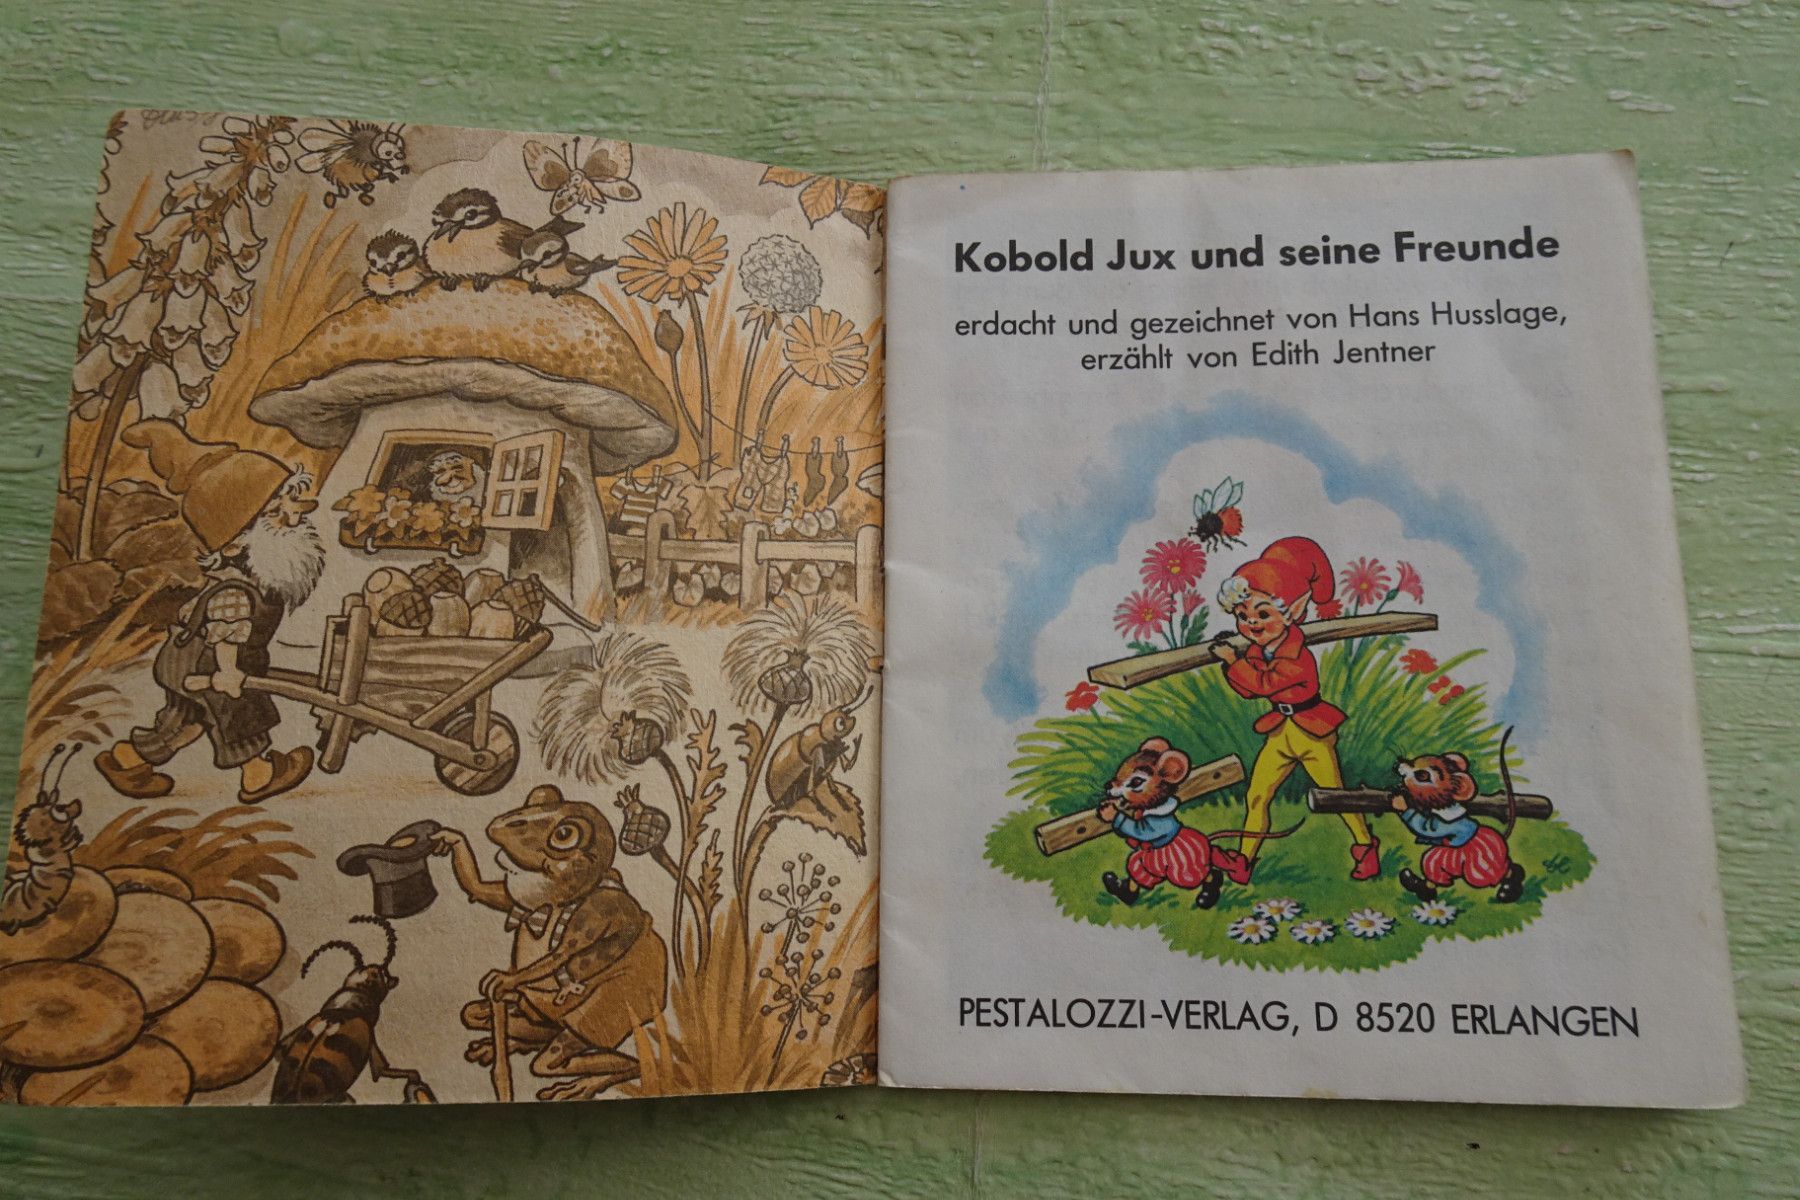 Kobold Jux und seine Freunde
erdacht und gezeichnet von Hans Husslage,
erzählt von Edith Jentner
PESTALOZZI-VERLAG, D 8520 ERLANGEN